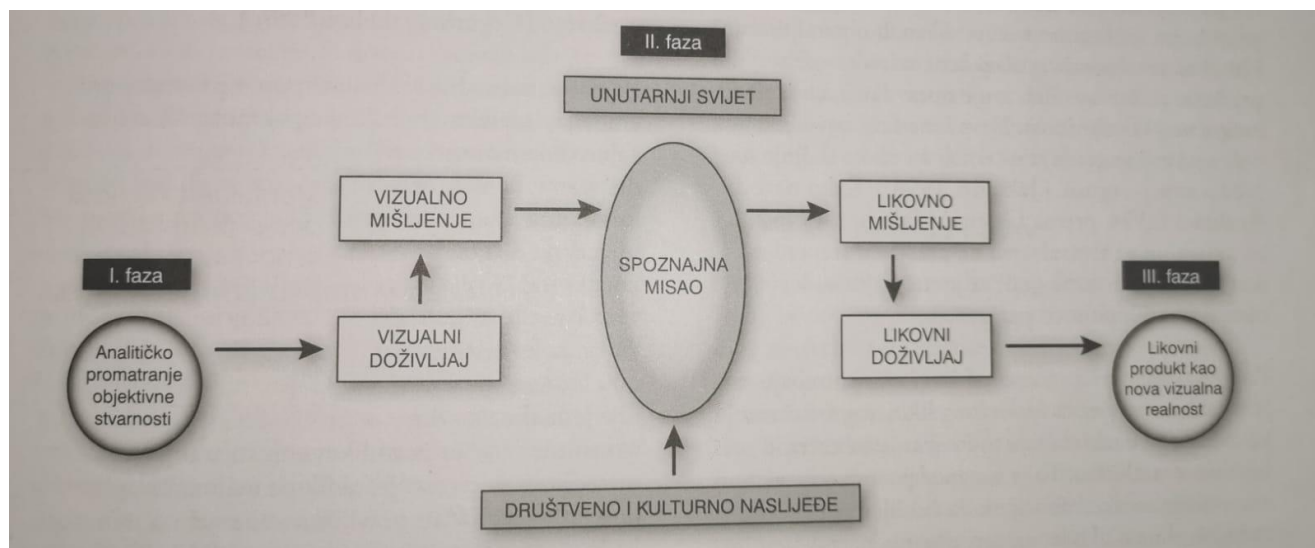 II. faza
UNUTARNJI SVIJET
VIZUALNO
MIŠLJENJE
LIKOVNO
MIŠLJENJE
SPOZNAJNA
MISAO
I. faza
III. faza
Analitičko
promatranje
objektivne
stvarnosti
VIZUALNI
DOŽIVLJAJ
LIKOVNI
DOŽIVLJAJ
Likovni
produkt kao
nova vizualna
realnost
DRUŠTVENO I KULTURNO NASLIJEĐE